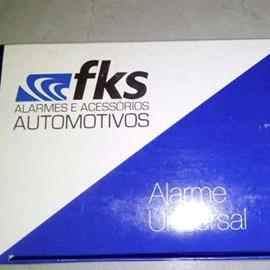 fks
ALARMES E ACESSÓRIOS
AUTOMOTIVOS
Alarme
Universal